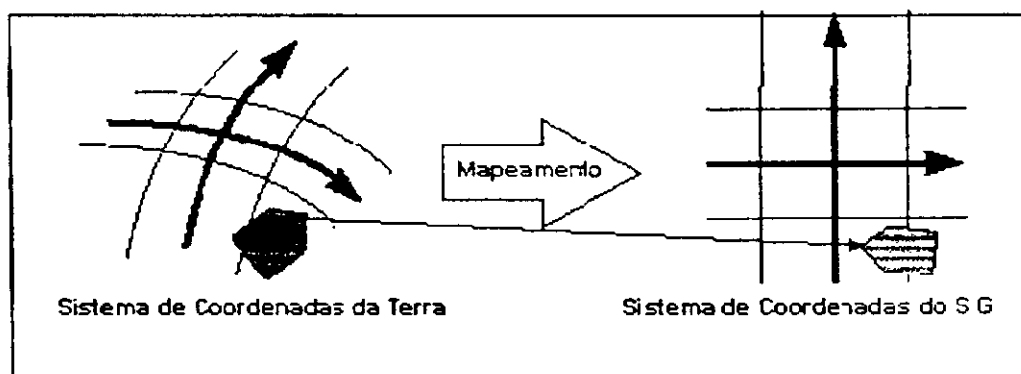 Mapeamento
Sistema de Coordenadas da Terra
Sistema de Coordenadas do S G